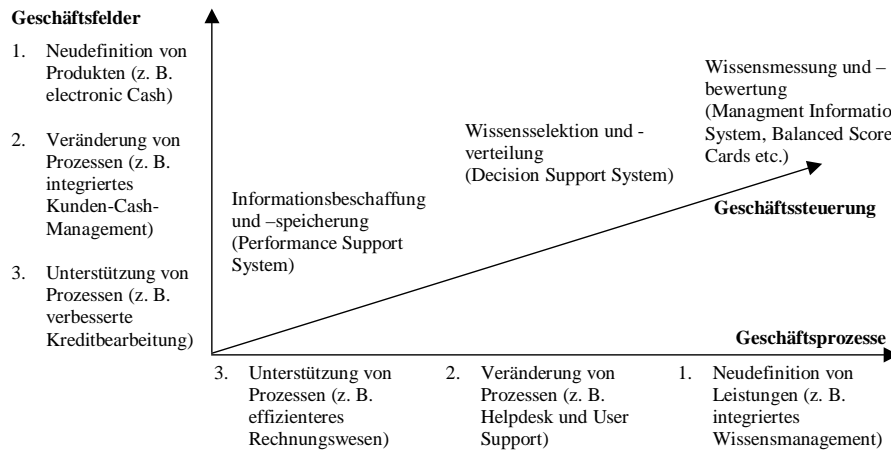 Geschäftsfelder
1. Neudefinition von
Produkten (z. B.
electronic Cash)
2. Veränderung von
Prozessen (z. B.
integriertes
Kunden-Cash-
Management)
3. Unterstützung von
Prozessen (z. B.
verbesserte
Kreditbearbeitung)
Informationsbeschaffung
und –speicherung
(Performance Support
System)
Wissensselektion und -
verteilung
(Decision Support System)
Wissensmessung und –
bewertung
(Managment Informatio
System, Balanced Score
Cards etc.)
Geschäftssteuerung
Geschäftsprozesse
3. Unterstützung von
Prozessen (z. B.
effizienteres
Rechnungswesen)
2. Veränderung von
Prozessen (z. B.
Helpdesk und User
Support)
1. Neudefinition von
Leistungen (z. B.
integriertes
Wissensmanagement)